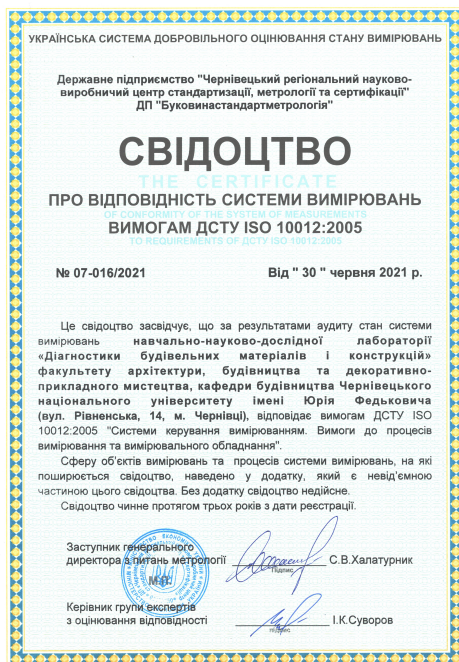 УКРАЇНСЬКА СИСТЕМА ДОБРОВІЛЬНОГО ОЦІНЮВАННЯ СТАНУ ВИМІРЮВАНЬ
Державне підприємство "Чернівецький регіональний науково-
виробничий центр стандартизації, метрології та сертифікації"
ДП "Буковинастандартметрологія"
СВІДОЦТВО
THE CERTIFICATE
ПРО ВІДПОВІДНІСТЬ СИСТЕМИ ВИМІРЮВАНЬ
OF CONFORMITY OF THE SYSTEM OF MEASUREMENTS
ВИМОГАМ ДСТУ ISO 10012:2005
TO REQUIREMENTS OF ДСТУ ISO 10012:2005
№ 07-016/2021 Від " 30 " червня 2021 р.
Це свідоцтво засвідчує, що за результатами аудиту стан системи
вимірювань навчально-науково-дослідної лабораторії
«Діагностики будівельних матеріалів і конструкцій»
факультету архітектури, будівництва та декоративно-
прикладного мистецтва, кафедри будівництва Чернівецького
національного університету імені Юрія Федьковича
(вул. Рівненська, 14, м. Чернівці), відповідає вимогам ДСТУ ISO
10012:2005 "Системи керування вимірюванням. Вимоги до процесів
вимірювання та вимірювального обладнання".
Сферу об'єктів вимірювань та процесів системи вимірювань, на які
поширюється свідоцтво, наведено у додатку, який є невід'ємною
частиною цього свідоцтва. Без додатку свідоцтво недійсне.
Свідоцтво чинне протягом трьох років з дати реєстрації.
Заступник генерального
директора з питань метрології С.В.Халатурник
Підпис
М.П.
Керівник групи експертів
з оцінювання відповідності І.К.Суворов
підпис